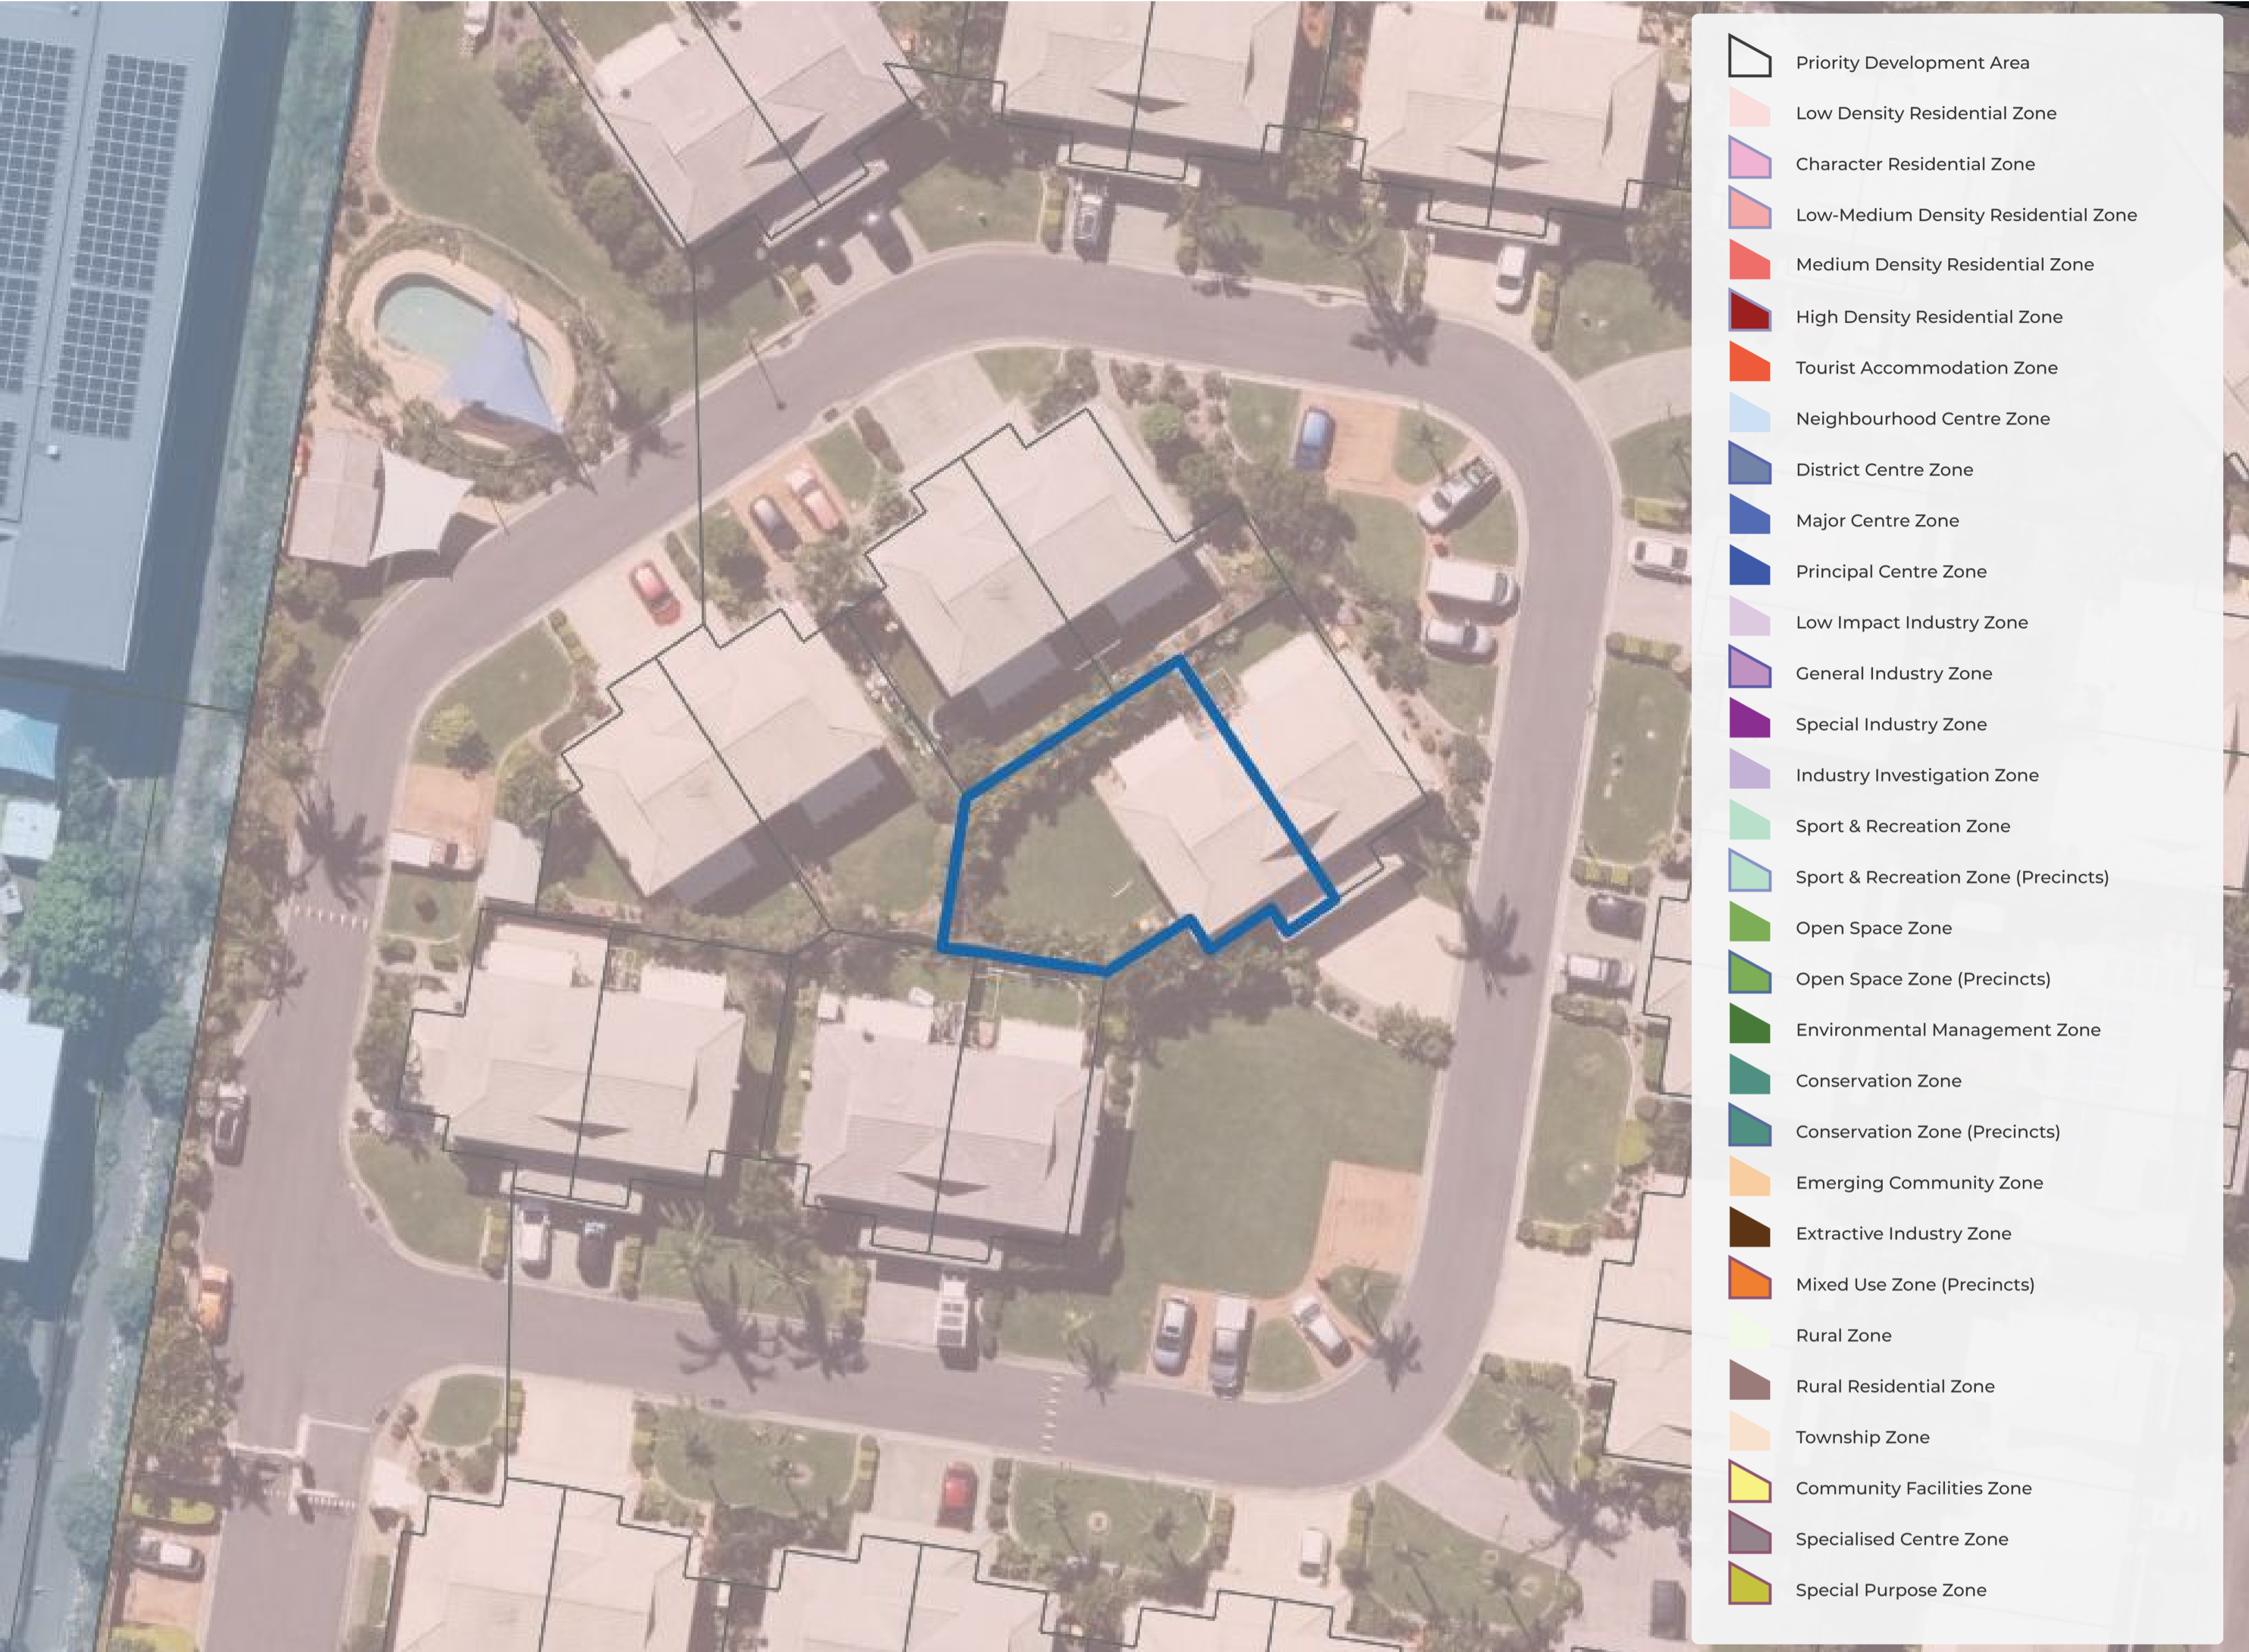 Priority Development Area
Low Density Residential Zone
Character Residential Zone
Low-Medium Density Residential Zone
Medium Density Residential Zone
High Density Residential Zone
Tourist Accommodation Zone
Neighbourhood Centre Zone
District Centre Zone
Major Centre Zone
Principal Centre Zone
Low Impact Industry Zone
General Industry Zone
Special Industry Zone
Industry Investigation Zone
Sport & Recreation Zone
Sport & Recreation Zone (Precincts)
Open Space Zone
Open Space Zone (Precincts)
Environmental Management Zone
Conservation Zone
Conservation Zone (Precincts)
Emerging Community Zone
Extractive Industry Zone
Mixed Use Zone (Precincts)
Rural Zone
Rural Residential Zone
Township Zone
Community Facilities Zone
Specialised Centre Zone
Special Purpose Zone